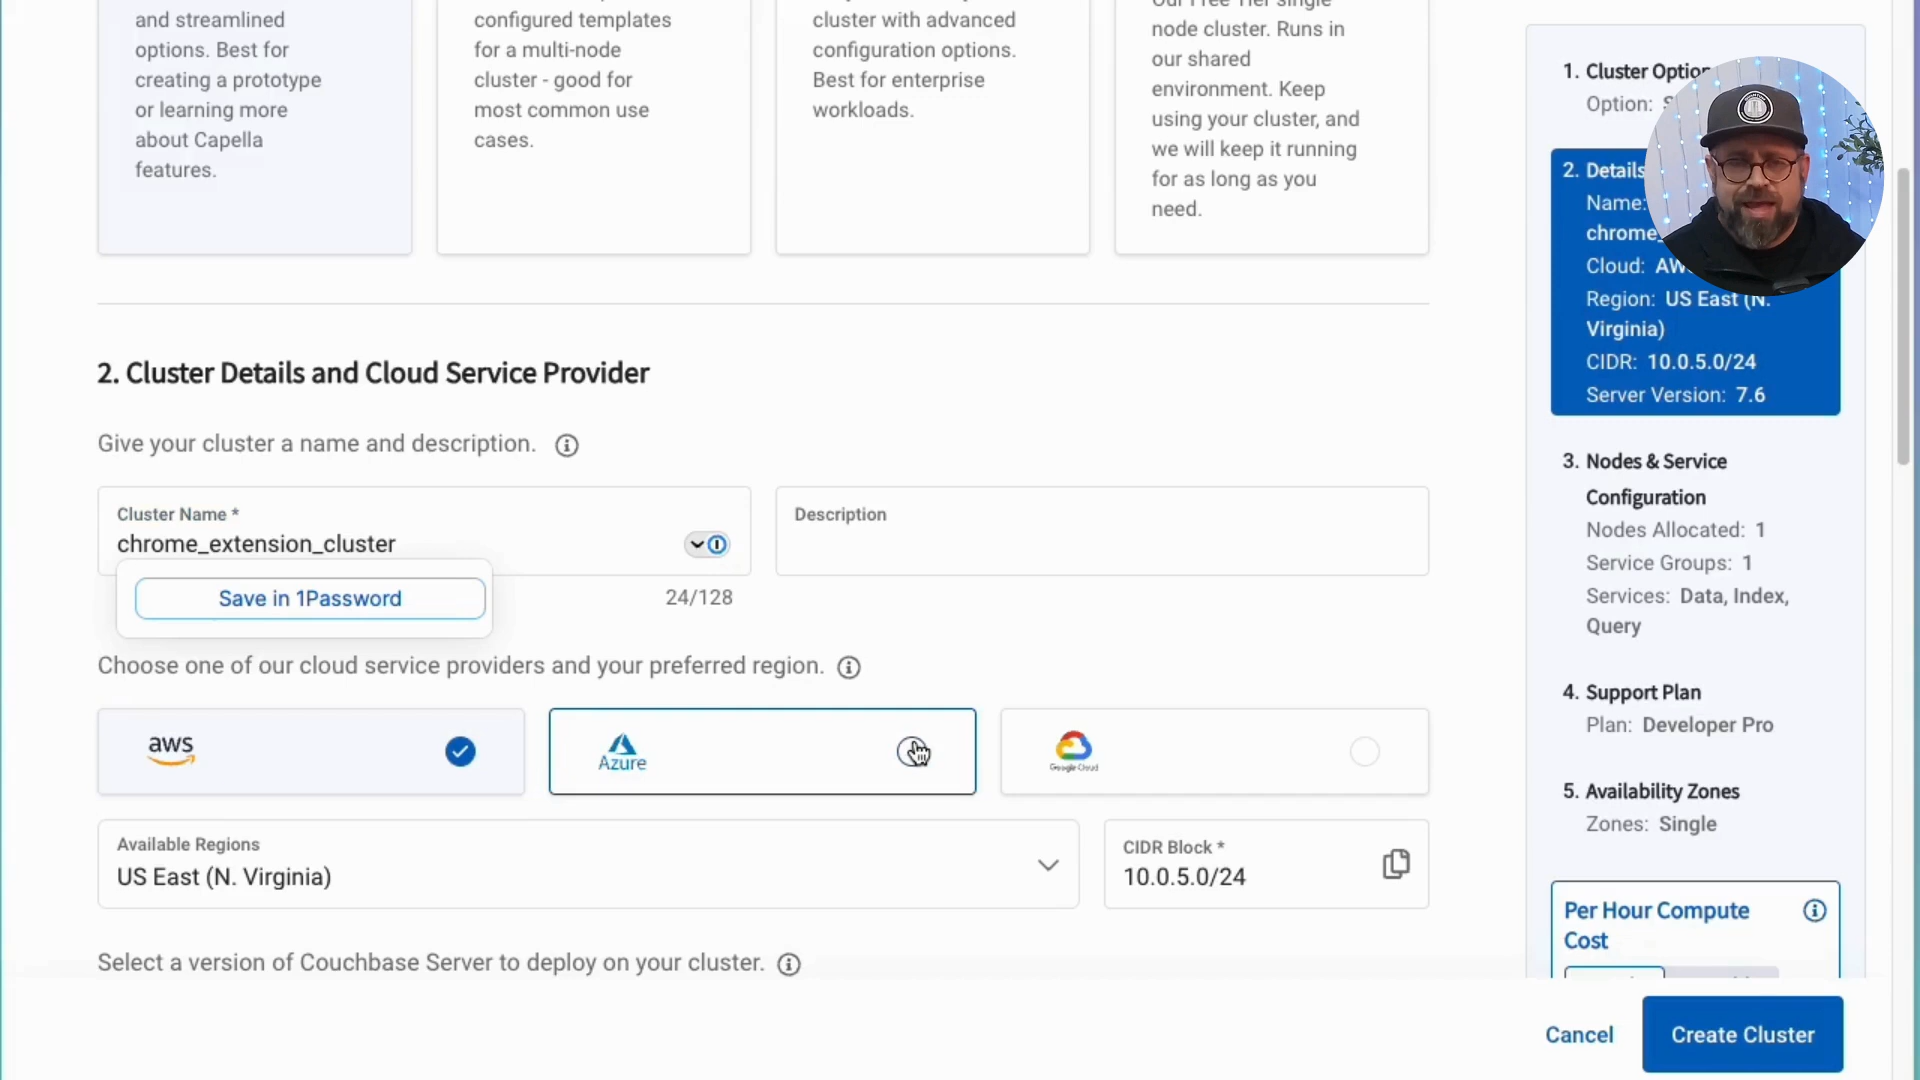 and streamlined
options. Best for
creating a prototype
or learning more
about Capella
features.
configured templates
for a multi-node
cluster - good for
most common use
cases.
cluster with advanced
configuration options.
Best for enterprise
workloads.
Our Free Tier single
node cluster. Runs in
our shared
environment. Keep
using your cluster, and
we will keep it running
for as long as you
need.
2. Cluster Details and Cloud Service Provider
Give your cluster a name and description.
Cluster Name *
chrome_extension_cluster
Description
Save in 1Password
24/128
Choose one of our cloud service providers and your preferred region.
aws
Azure
Google Cloud
Available Regions
US East (N. Virginia)
CIDR Block *
10.0.5.0/24
Select a version of Couchbase Server to deploy on your cluster.
1. Cluster
Option:
2. Details
Name:
chrome_
Cloud:
Region: US East (N.
Virginia)
CIDR: 10.0.5.0/24
Server Version: 7.6
3. Nodes & Service
Configuration
Nodes Allocated: 1
Service Groups: 1
Services: Data, Index,
Query
4. Support Plan
Plan: Developer Pro
5. Availability Zones
Zones: Single
Per Hour Compute
Cost
Cancel
Create Cluster